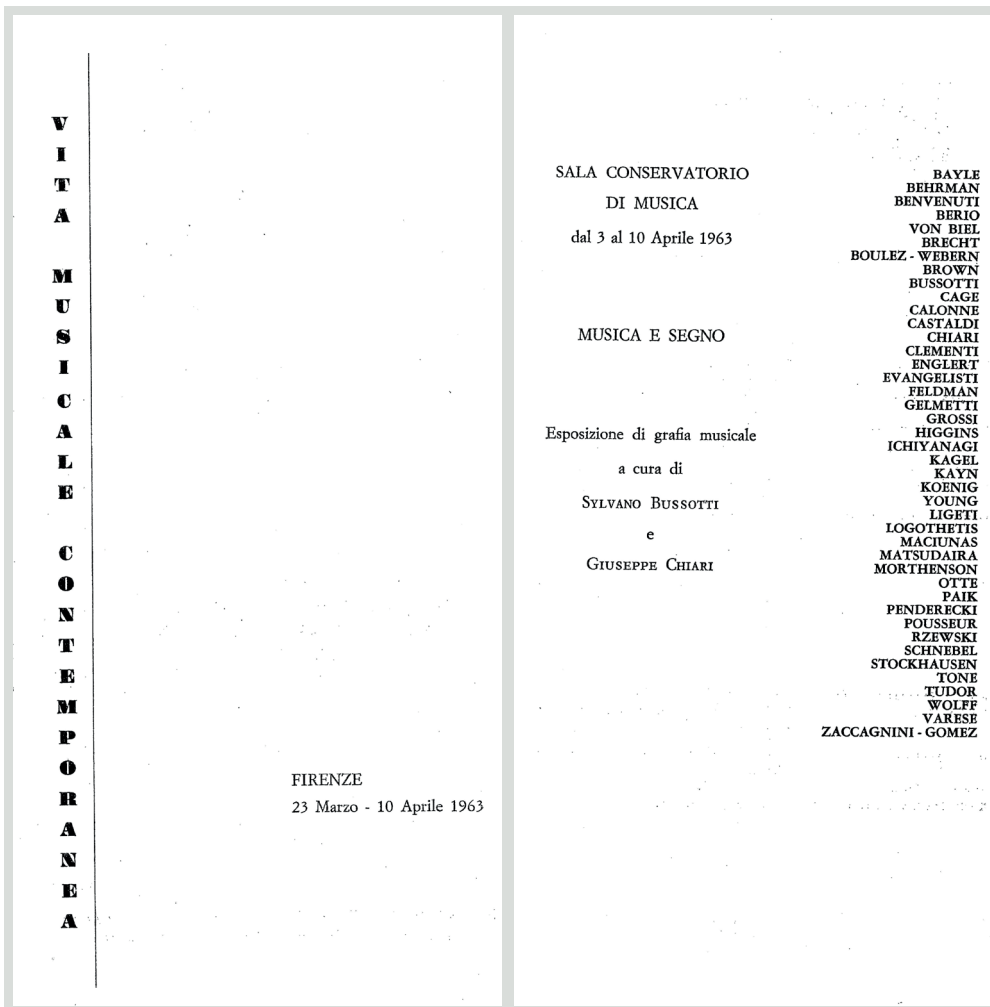 VITA MUSICALE CONTEMPORANEA
FIRENZE
23 Marzo - 10 Aprile 1963
SALA CONSERVATORIO
DI MUSICA
dal 3 al 10 Aprile 1963
MUSICA E SEGNO
Esposizione di grafia musicale
a cura di
SYLVANO BUSSOTTI
e
GIUSEPPE CHIARI
BAYLE
BEHRMAN
BENVENUTI
BERIO
VON BIEL
BRECHT
BOULEZ - WEBERN
BROWN
BUSSOTTI
CAGE
CALONNE
CASTALDI
CHIARI
CLEMENTI
ENGLERT
EVANGELISTI
FELDMAN
GELMETTI
GROSSI
HIGGINS
ICHIYANAGI
KAGEL
KAYN
KOENIG
YOUNG
LIGETI
LOGOTHETIS
MACIUNAS
MATSUDAIRA
MORTHENSON
OTTE
PAIK
PENDERECKI
POUSSEUR
RZEWSKI
SCHNEBEL
STOCKHAUSEN
TONE
TUDOR
WOLFF
VARESE
ZACCAGNINI - GOMEZ